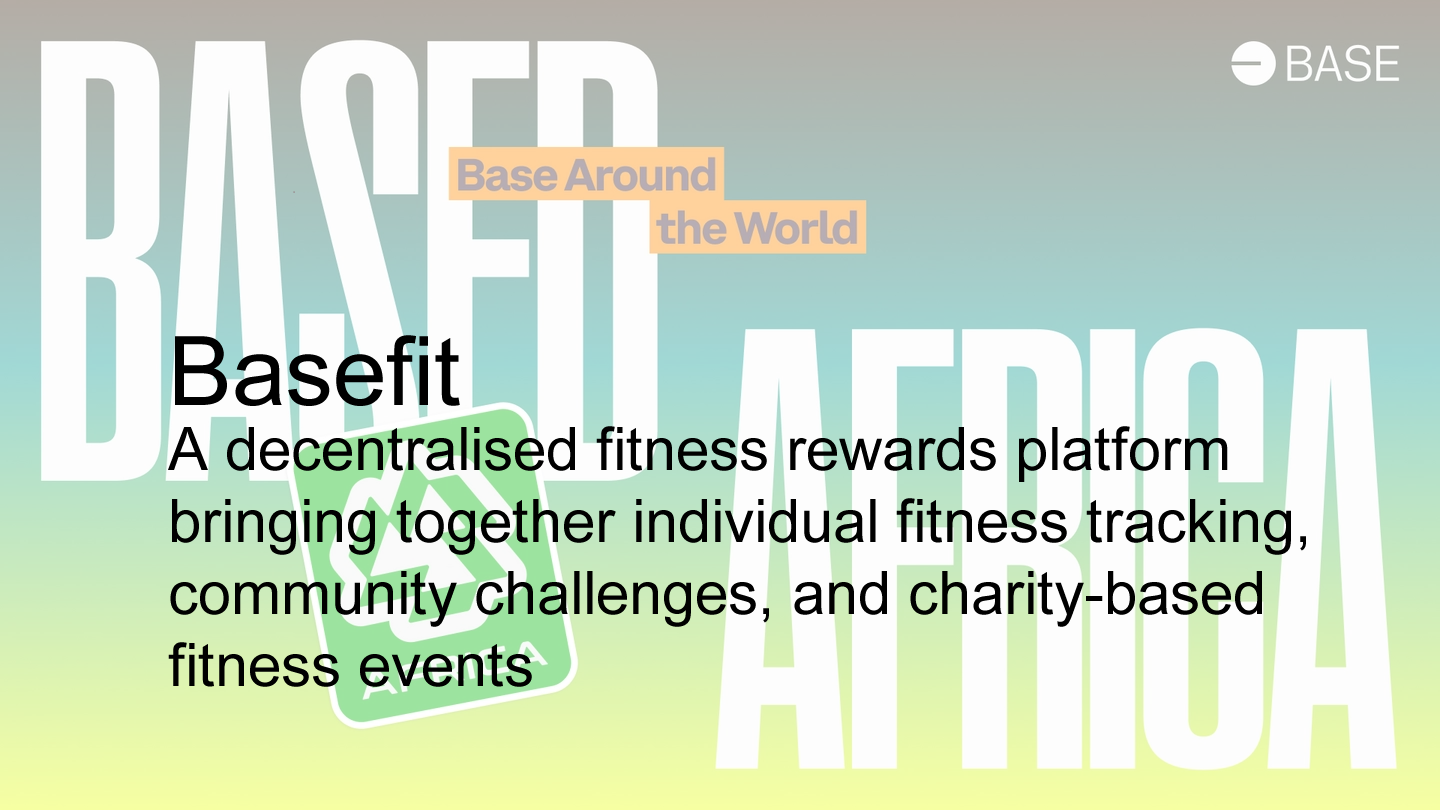 BASED
BASE
Base Around
the World
AFRICA
Basefit
A decentralised fitness rewards platform
bringing together individual fitness tracking,
community challenges, and charity-based
fitness events
AFRICA